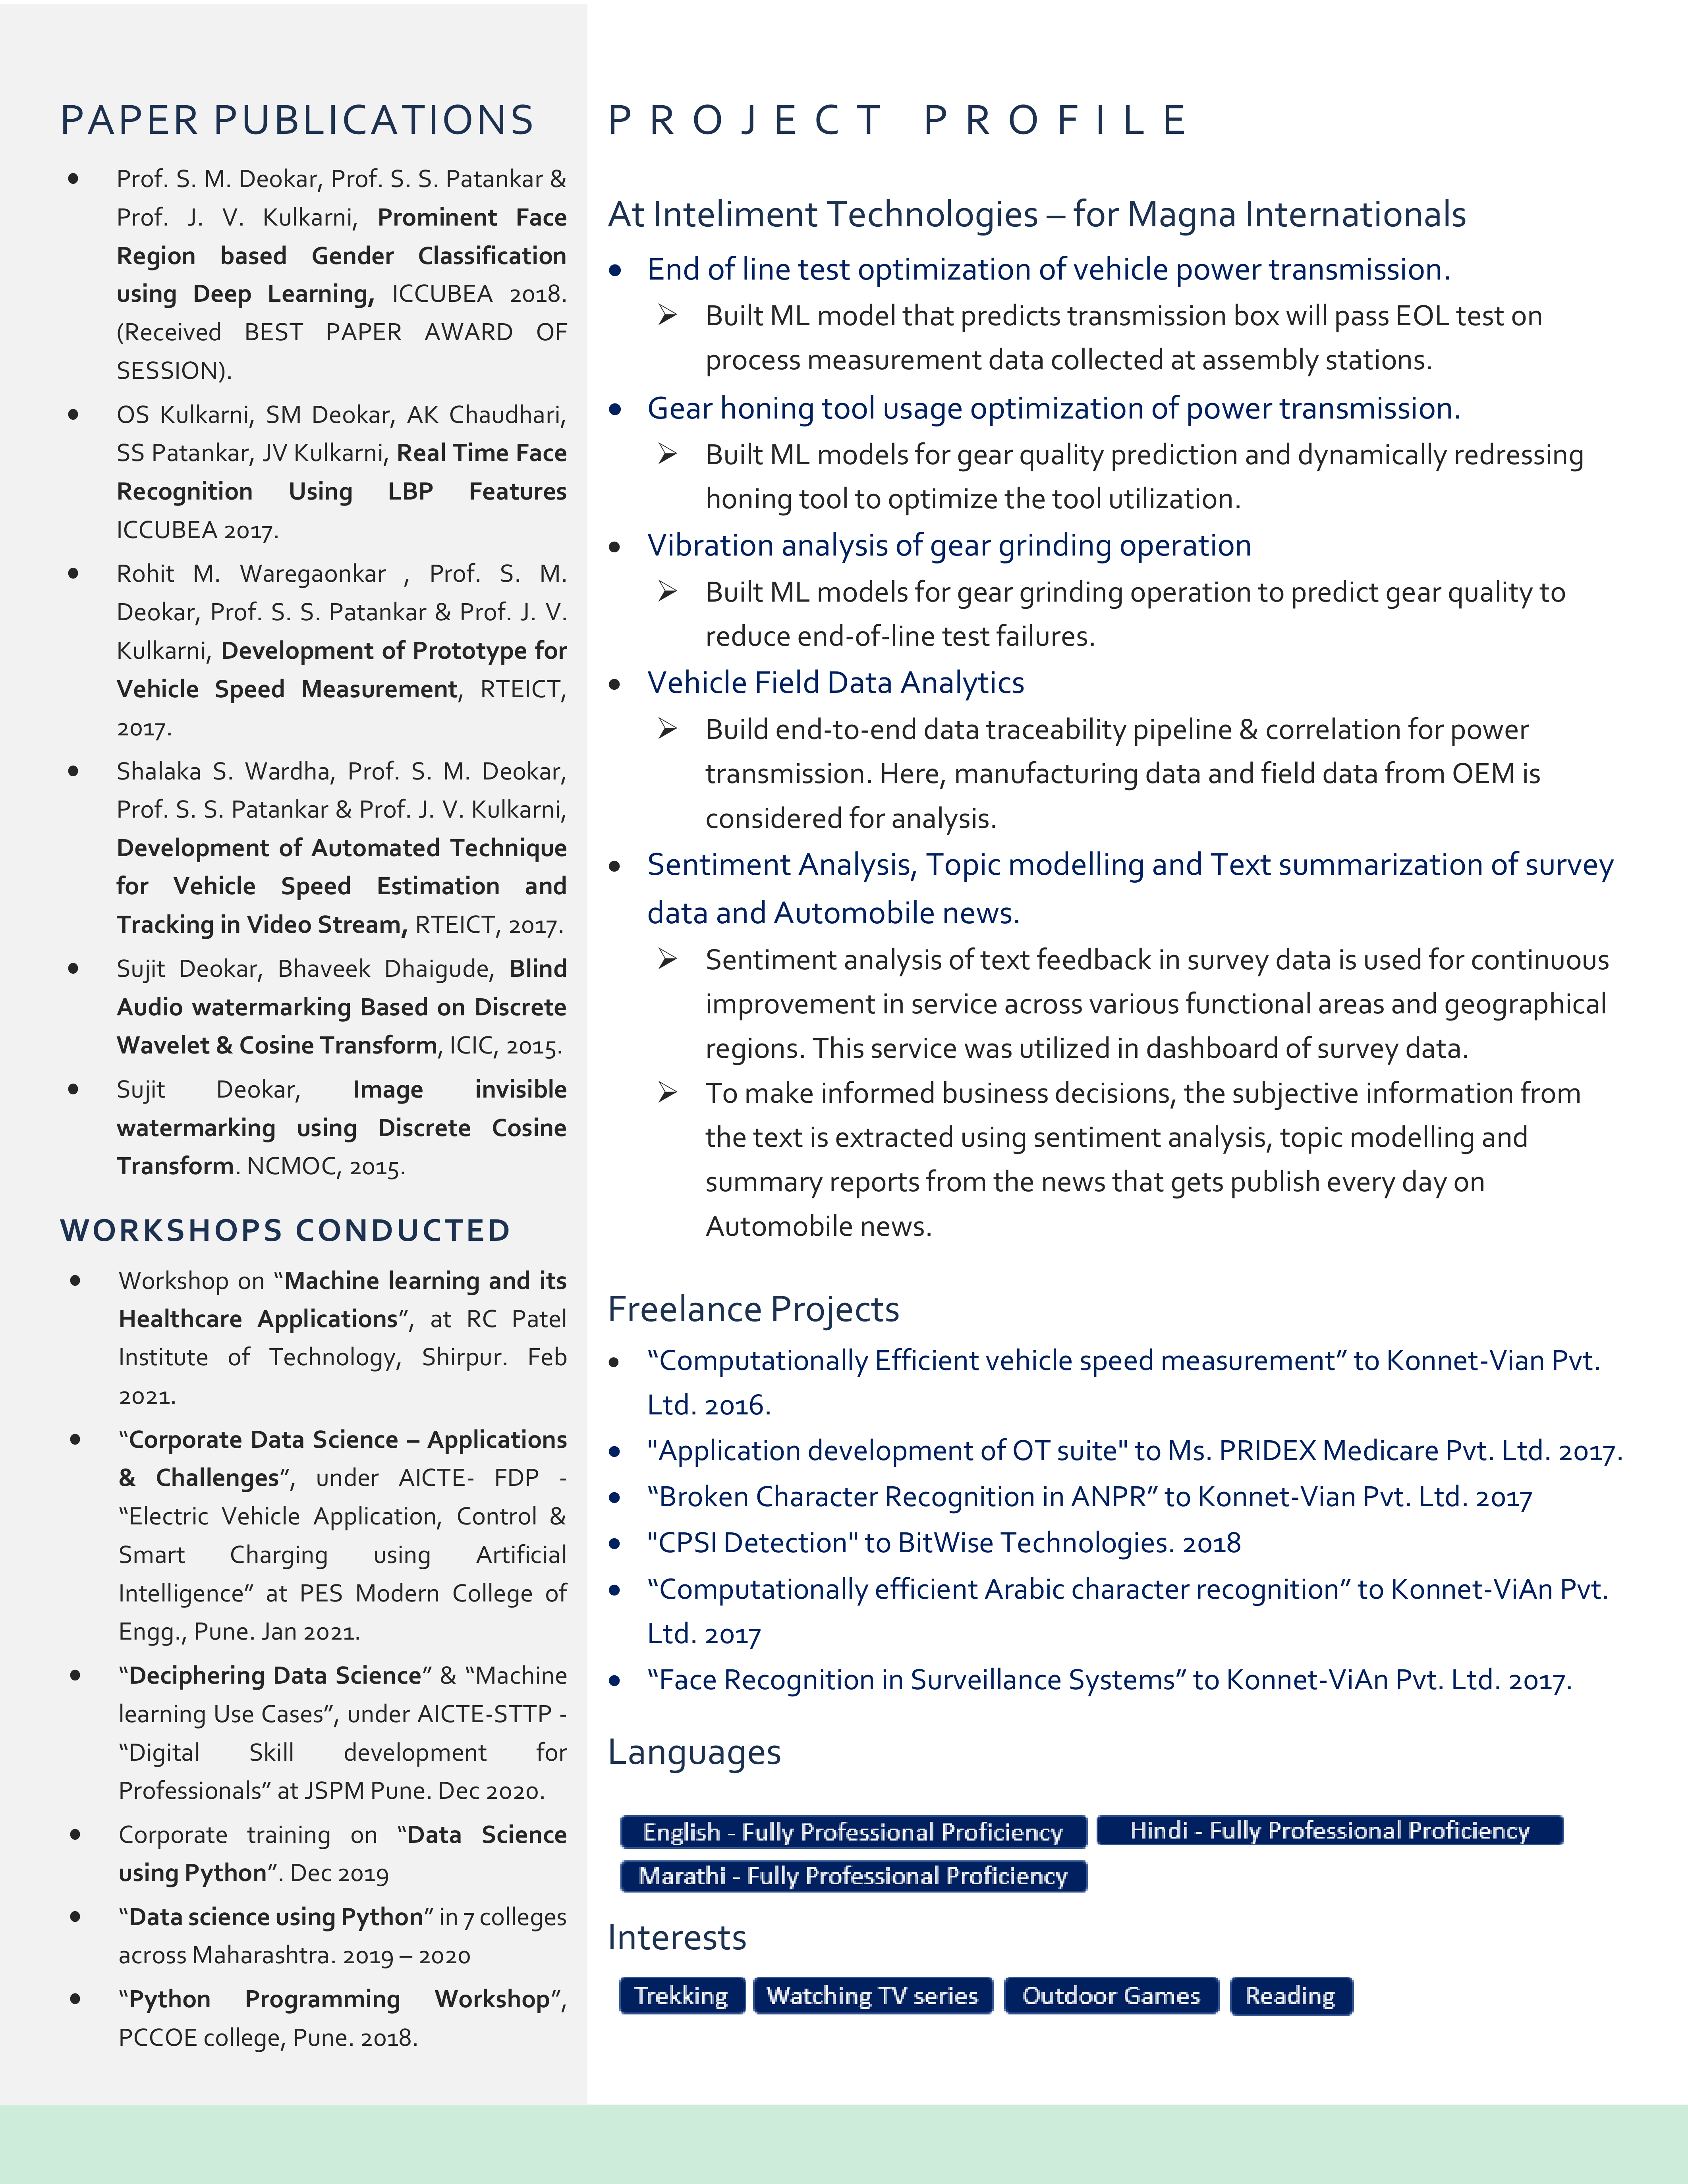 PAPER PUBLICATIONS
• Prof. S. M. Deokar, Prof. S. S. Patankar &
Prof. J. V. Kulkarni, Prominent Face
Region based Gender Classification
using Deep Learning, ICCUBEA 2018.
(Received BEST PAPER AWARD OF
SESSION).
• OS Kulkarni, SM Deokar, AK Chaudhari,
SS Patankar, JV Kulkarni, Real Time Face
Recognition Using LBP Features
ICCUBEA 2017.
• Rohit M. Waregaonkar , Prof. S. M.
Deokar, Prof. S. S. Patankar & Prof. J. V.
Kulkarni, Development of Prototype for
Vehicle Speed Measurement, RTEICT,
2017.
• Shalaka S. Wardha, Prof. S. M. Deokar,
Prof. S. S. Patankar & Prof. J. V. Kulkarni,
Development of Automated Technique
for Vehicle Speed Estimation and
Tracking in Video Stream, RTEICT, 2017.
• Sujit Deokar, Bhaveek Dhaigude, Blind
Audio watermarking Based on Discrete
Wavelet & Cosine Transform, ICIC, 2015.
• Sujit Deokar, Image invisible
watermarking using Discrete Cosine
Transform. NCMOC, 2015.
WORKSHOPS CONDUCTED
• Workshop on “Machine learning and its
Healthcare Applications”, at RC Patel
Institute of Technology, Shirpur. Feb
2021.
• “Corporate Data Science – Applications
& Challenges”, under AICTE- FDP -
“Electric Vehicle Application, Control &
Smart Charging using Artificial
Intelligence” at PES Modern College of
Engg., Pune. Jan 2021.
• “Deciphering Data Science” & “Machine
learning Use Cases”, under AICTE-STTP -
“Digital Skill development for
Professionals” at JSPM Pune. Dec 2020.
• Corporate training on “Data Science
using Python”. Dec 2019
• “Data science using Python” in 7 colleges
across Maharashtra. 2019 – 2020
• “Python Programming Workshop”,
PCCOE college, Pune. 2018.
PROJECT PROFILE
At Inteliment Technologies – for Magna Internationals
• End of line test optimization of vehicle power transmission.
➢ Built ML model that predicts transmission box will pass EOL test on
process measurement data collected at assembly stations.
• Gear honing tool usage optimization of power transmission.
➢ Built ML models for gear quality prediction and dynamically redressing
honing tool to optimize the tool utilization.
• Vibration analysis of gear grinding operation
➢ Built ML models for gear grinding operation to predict gear quality to
reduce end-of-line test failures.
• Vehicle Field Data Analytics
➢ Build end-to-end data traceability pipeline & correlation for power
transmission. Here, manufacturing data and field data from OEM is
considered for analysis.
• Sentiment Analysis, Topic modelling and Text summarization of survey
data and Automobile news.
➢ Sentiment analysis of text feedback in survey data is used for continuous
improvement in service across various functional areas and geographical
regions. This service was utilized in dashboard of survey data.
➢ To make informed business decisions, the subjective information from
the text is extracted using sentiment analysis, topic modelling and
summary reports from the news that gets publish every day on
Automobile news.
Freelance Projects
• “Computationally Efficient vehicle speed measurement” to Konnet-Vian Pvt.
Ltd. 2016.
• "Application development of OT suite" to Ms. PRIDEX Medicare Pvt. Ltd. 2017.
• “Broken Character Recognition in ANPR” to Konnet-Vian Pvt. Ltd. 2017
• "CPSI Detection" to BitWise Technologies. 2018
• “Computationally efficient Arabic character recognition” to Konnet-ViAn Pvt.
Ltd. 2017
• “Face Recognition in Surveillance Systems” to Konnet-ViAn Pvt. Ltd. 2017.
Languages
English - Fully Professional Proficiency Hindi - Fully Professional Proficiency
Marathi - Fully Professional Proficiency
Interests
Trekking Watching TV series Outdoor Games Reading